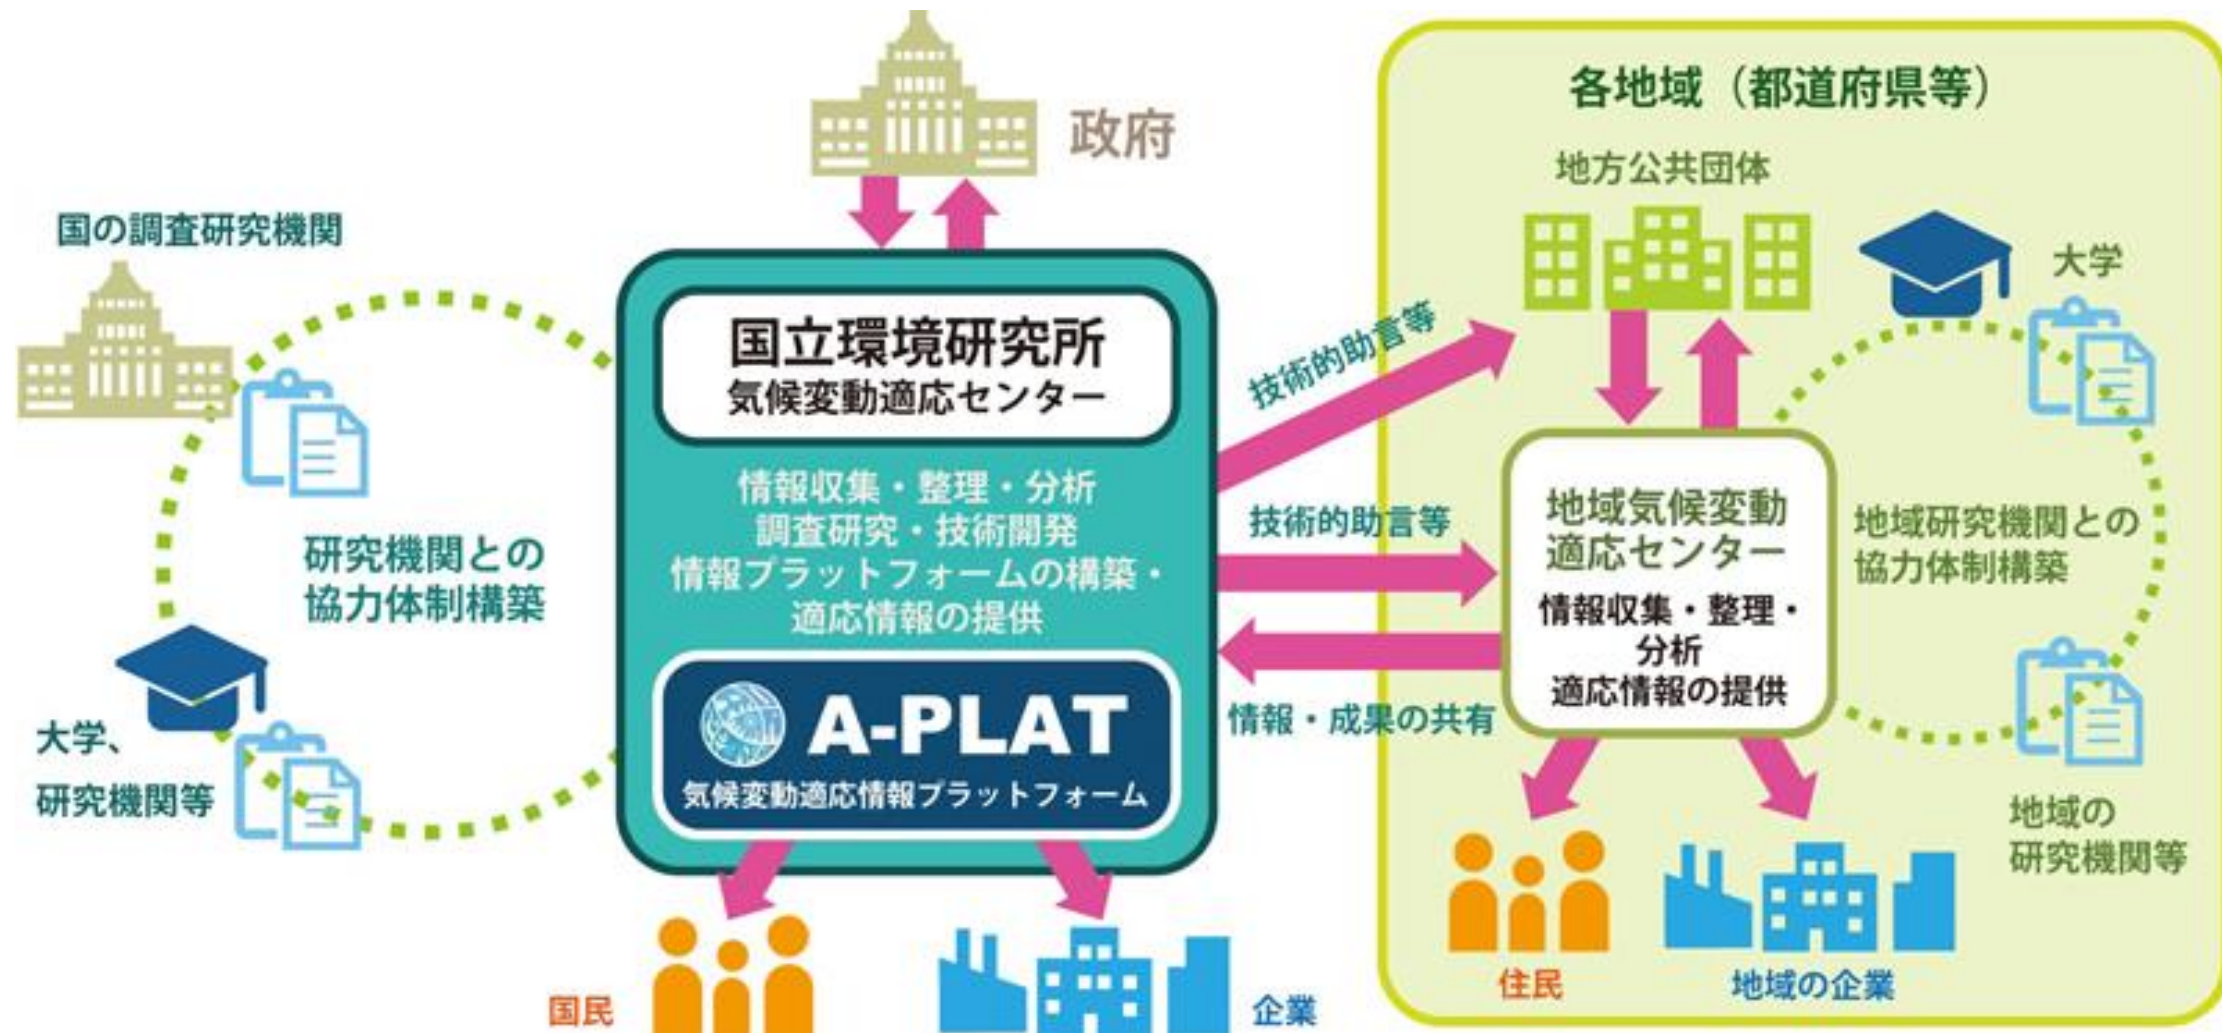 政府
国の調査研究機関
研究機関との
協力体制構築
大学、
研究機関等
国立環境研究所
気候変動適応センター
情報収集・整理・分析
調査研究・技術開発
情報プラットフォームの構築・
適応情報の提供
A-PLAT
気候変動適応情報プラットフォーム
国民
企業
技術的助言等
技術的助言等
情報・成果の共有
各地域（都道府県等）
地方公共団体
大学
地域気候変動
適応センター
情報収集・整理・
分析
適応情報の提供
地域研究機関との
協力体制構築
地域の
研究機関等
住民
地域の企業